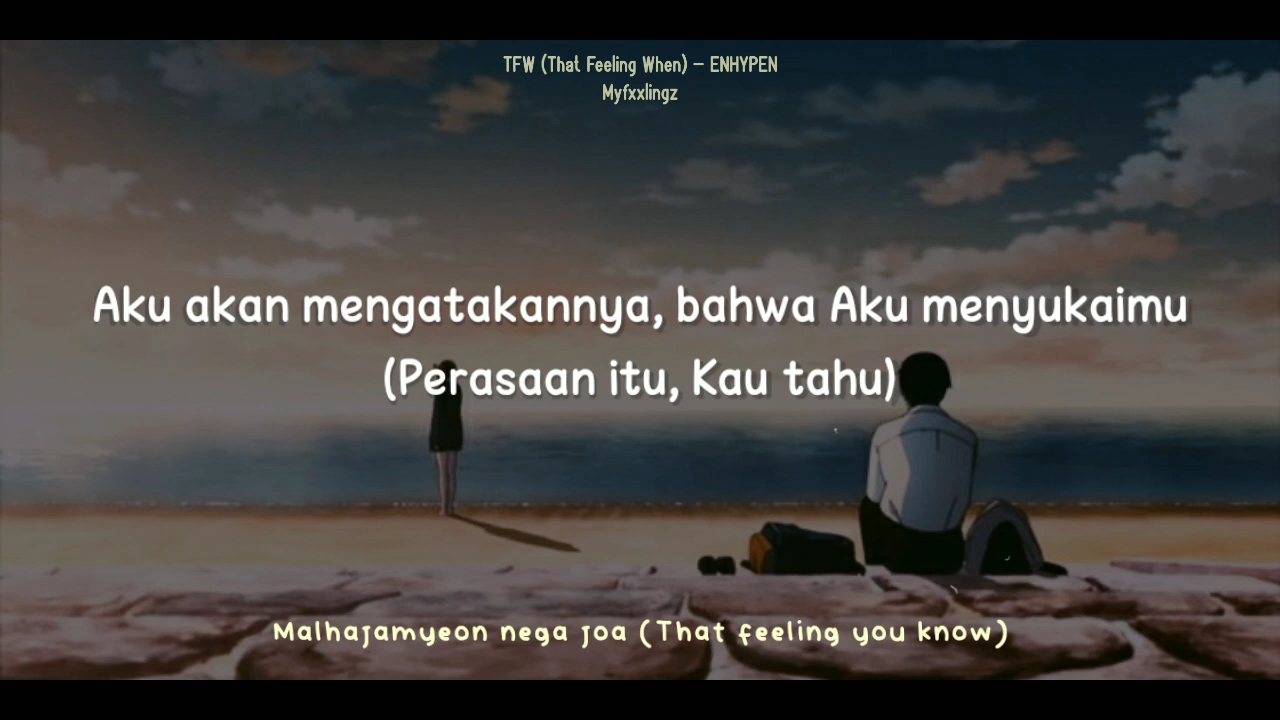 TFW (That Feeling When) – ENHYPEN
Myfxxlingz
Aku akan mengatakannya, bahwa Aku menyukaimu
(Perasaan itu, Kau tahu)
Malhajamyeon nega joa (That feeling you know)